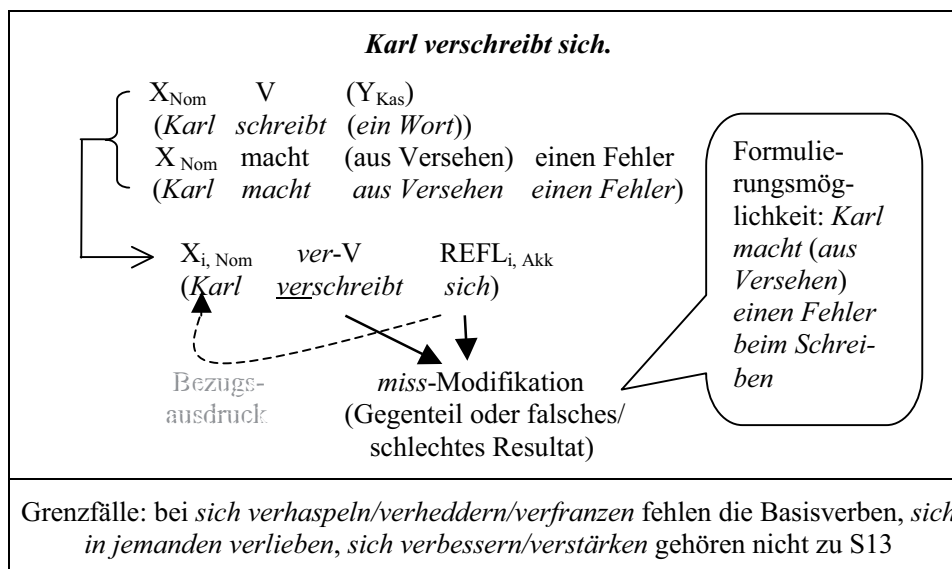 Karl verschreibt sich.
X_Nom V (Y_Kas)
(Karl schreibt (ein Wort))
X _Nom macht (aus Versehen) einen Fehler
(Karl macht aus Versehen einen Fehler)
X_i, Nom ver-V REFL_i, Akk
(Karl verschreibt sich)
Bezugs-
ausdruck
miss-Modifikation
(Gegenteil oder falsches/
schlechtes Resultat)
Formulie-
rungsmög-
lichkeit: Karl
macht (aus
Versehen)
einen Fehler
beim Schrei-
ben
Grenzfälle: bei sich verhaspeln/verheddern/verfranzen fehlen die Basisverben, sich
in jemanden verlieben, sich verbessern/verstärken gehören nicht zu S13